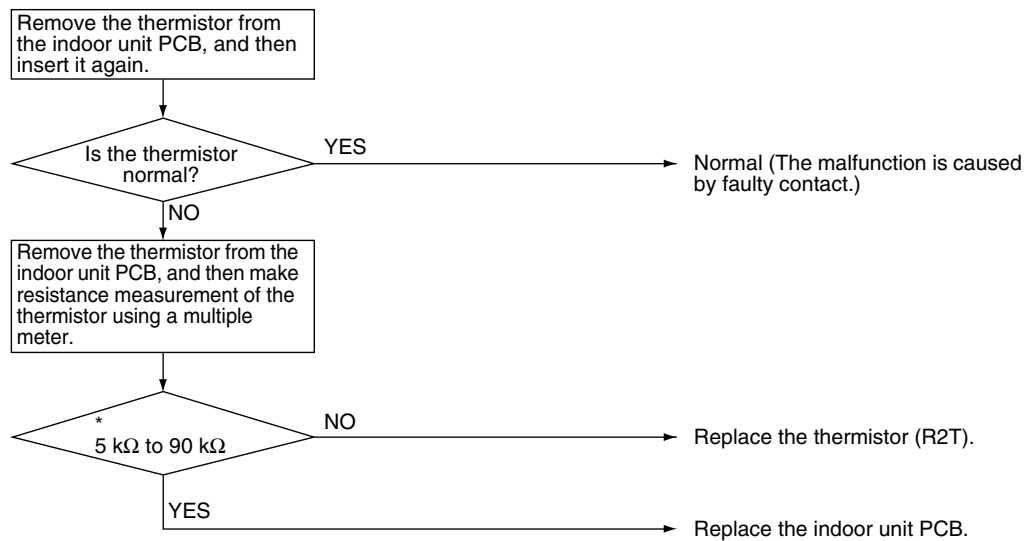 Remove the thermistor from
the indoor unit PCB, and then
insert it again.
Is the thermistor
normal?
YES
Normal (The malfunction is caused
by faulty contact.)
NO
Remove the thermistor from the
indoor unit PCB, and then make
resistance measurement of the
thermistor using a multiple
meter.
*
5 kΩ to 90 kΩ
NO
Replace the thermistor (R2T).
YES
Replace the indoor unit PCB.